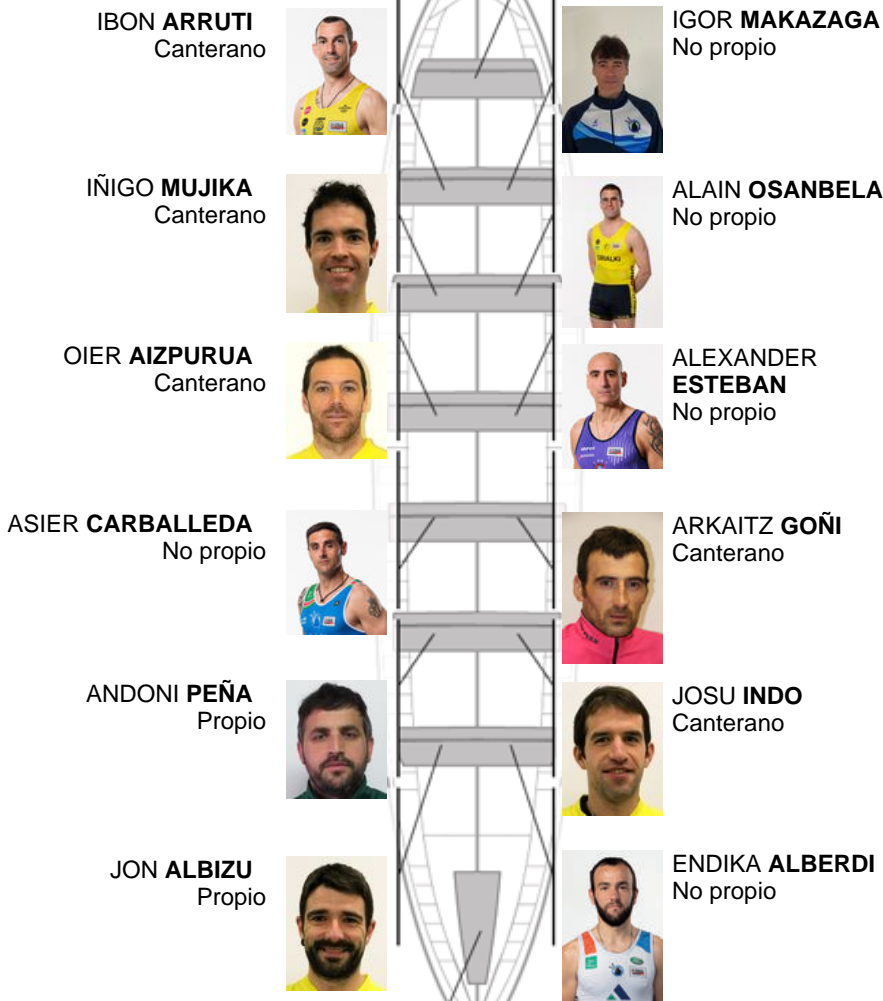 IBON ARRUTI
Canterano
IGOR MAKAZAGA
No propio
IÑIGO MUJIKA
Canterano
ALAIN OSANBELA
No propio
OIER AIZPURUA
Canterano
ALEXANDER
ESTEBAN
No propio
ASIER CARBALLEDA
No propio
ARKAITZ GOÑI
Canterano
ANDONI PEÑA
Propio
JOSU INDO
Canterano
JON ALBIZU
Propio
ENDIKA ALBERDI
No propio